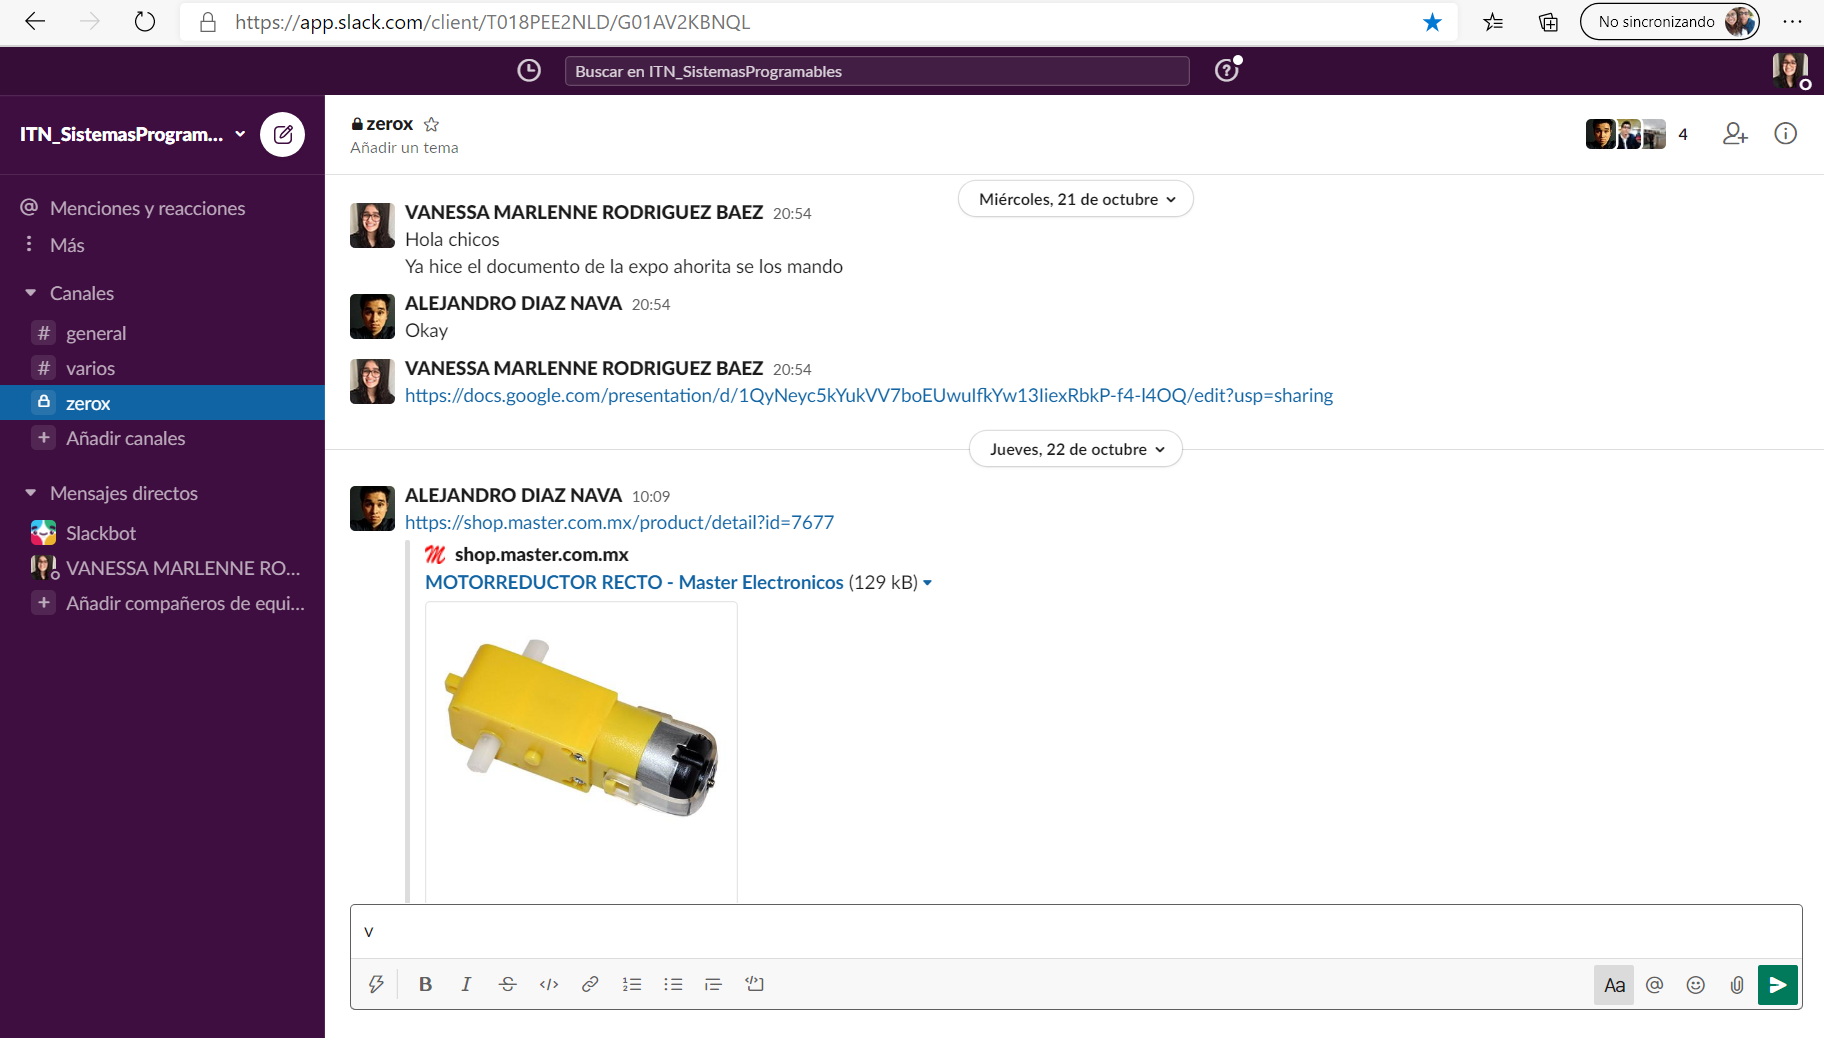 https://app.slack.com/client/T018PEE2NLD/G01AV2KBNQL
No sincronizando
Buscar en ITN_SistemasProgramables
ITN_SistemasProgram...
Menciones y reacciones
Más
Canales
# general
# varios
zerox
+ Añadir canales
Mensajes directos
Slackbot
VANESSA MARLENNE RO...
+ Añadir compañeros de equi...
zerox
Añadir un tema
4
Miércoles, 21 de octubre
VANESSA MARLENNE RODRIGUEZ BAEZ 20:54
Hola chicos
Ya hice el documento de la expo ahorita se los mando
ALEJANDRO DIAZ NAVA 20:54
Okay
VANESSA MARLENNE RODRIGUEZ BAEZ 20:54
https://docs.google.com/presentation/d/1QyNeyc5kYukVV7boEUwuIfkYw13IiexRbkP-f4-l4OQ/edit?usp=sharing
Jueves, 22 de octubre
ALEJANDRO DIAZ NAVA 10:09
https://shop.master.com.mx/product/detail?id=7677
shop.master.com.mx
MOTORREDUCTOR RECTO - Master Electronicos (129 kB)
v
B I S </>
Aa @